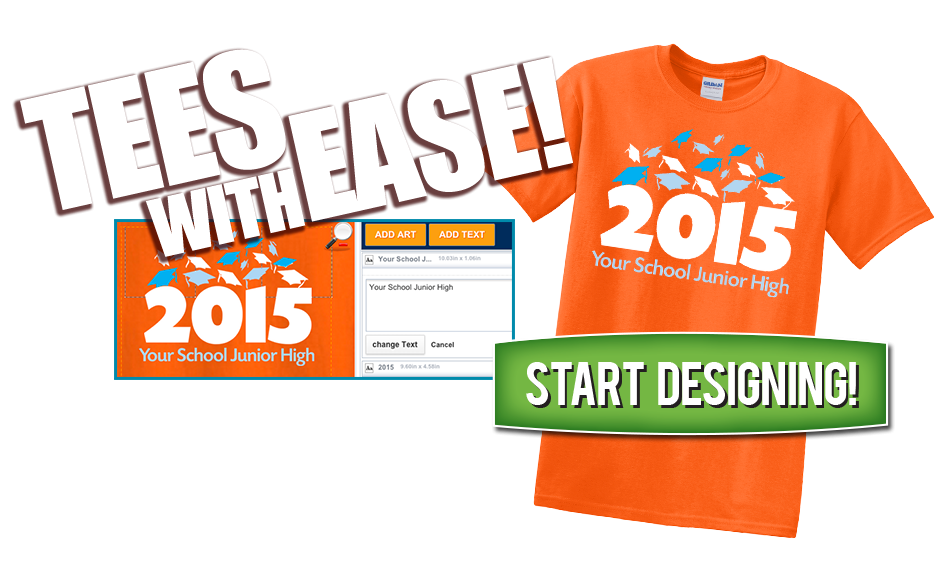 TEES
WITH EASE!
GILDAN
2015
Your School Junior High
ADD ART ADD TEXT
Your School J... 10.03in x 1.06in
Your School Junior High
change Text Cancel
2015 9.60in x 4.58in
2015
Your School Junior High
START DESIGNING!